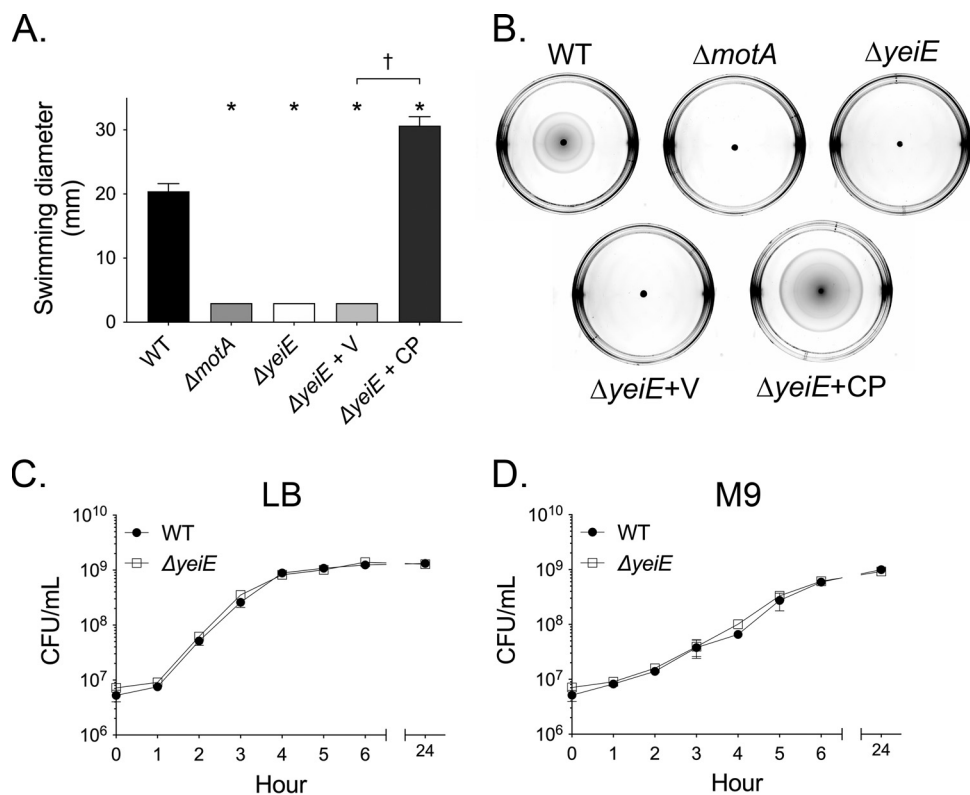 A.
†
* * * *
30
20
10
0
Swimming diameter
(mm)
WT
ΔmotA
ΔyeiE
ΔyeiE + V
ΔyeiE + CP
B.
WT
ΔmotA
ΔyeiE
ΔyeiE+V
ΔyeiE+CP
C.
LB
WT
ΔyeiE
10^10
10^9
10^8
10^7
10^6
CFU/mL
0 1 2 3 4 5 6 24
Hour
D.
M9
WT
ΔyeiE
10^10
10^9
10^8
10^7
10^6
CFU/mL
0 1 2 3 4 5 6 24
Hour